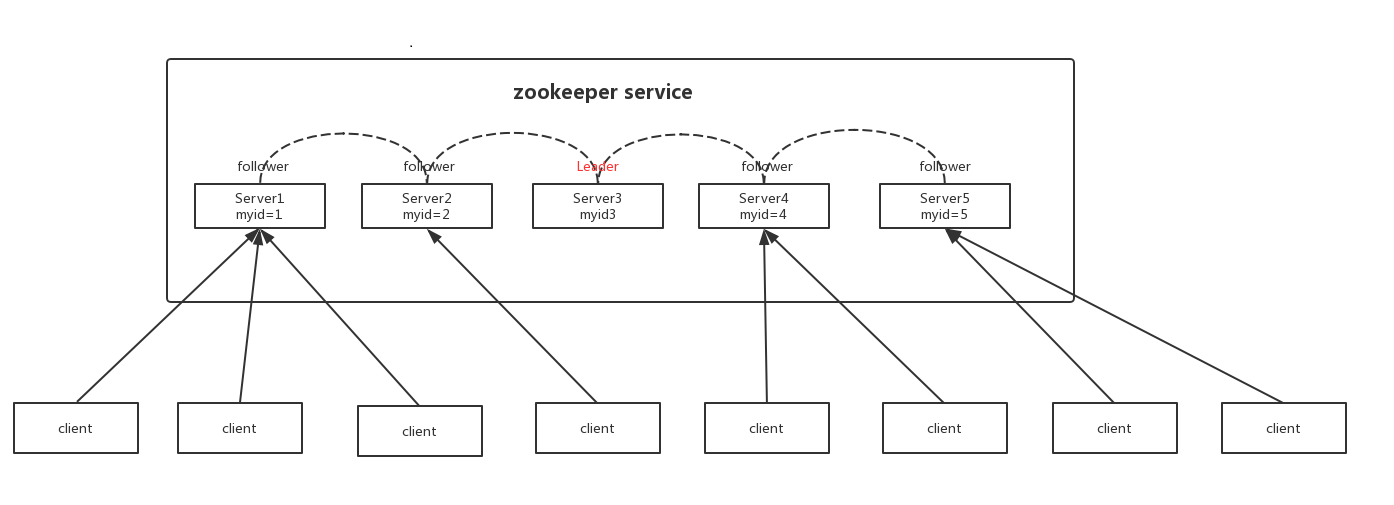 .
zookeeper service
follower
follower
Leader
follower
follower
Server1
myid=1
Server2
myid=2
Server3
myid3
Server4
myid=4
Server5
myid=5
client
client
client
client
client
client
client
client